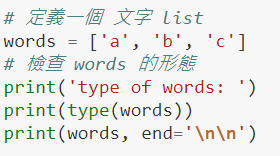 # 定義一個 文字 list
words = ['a', 'b', 'c']
# 檢查 words 的形態
print('type of words: ')
print(type(words))
print(words, end='\n\n')